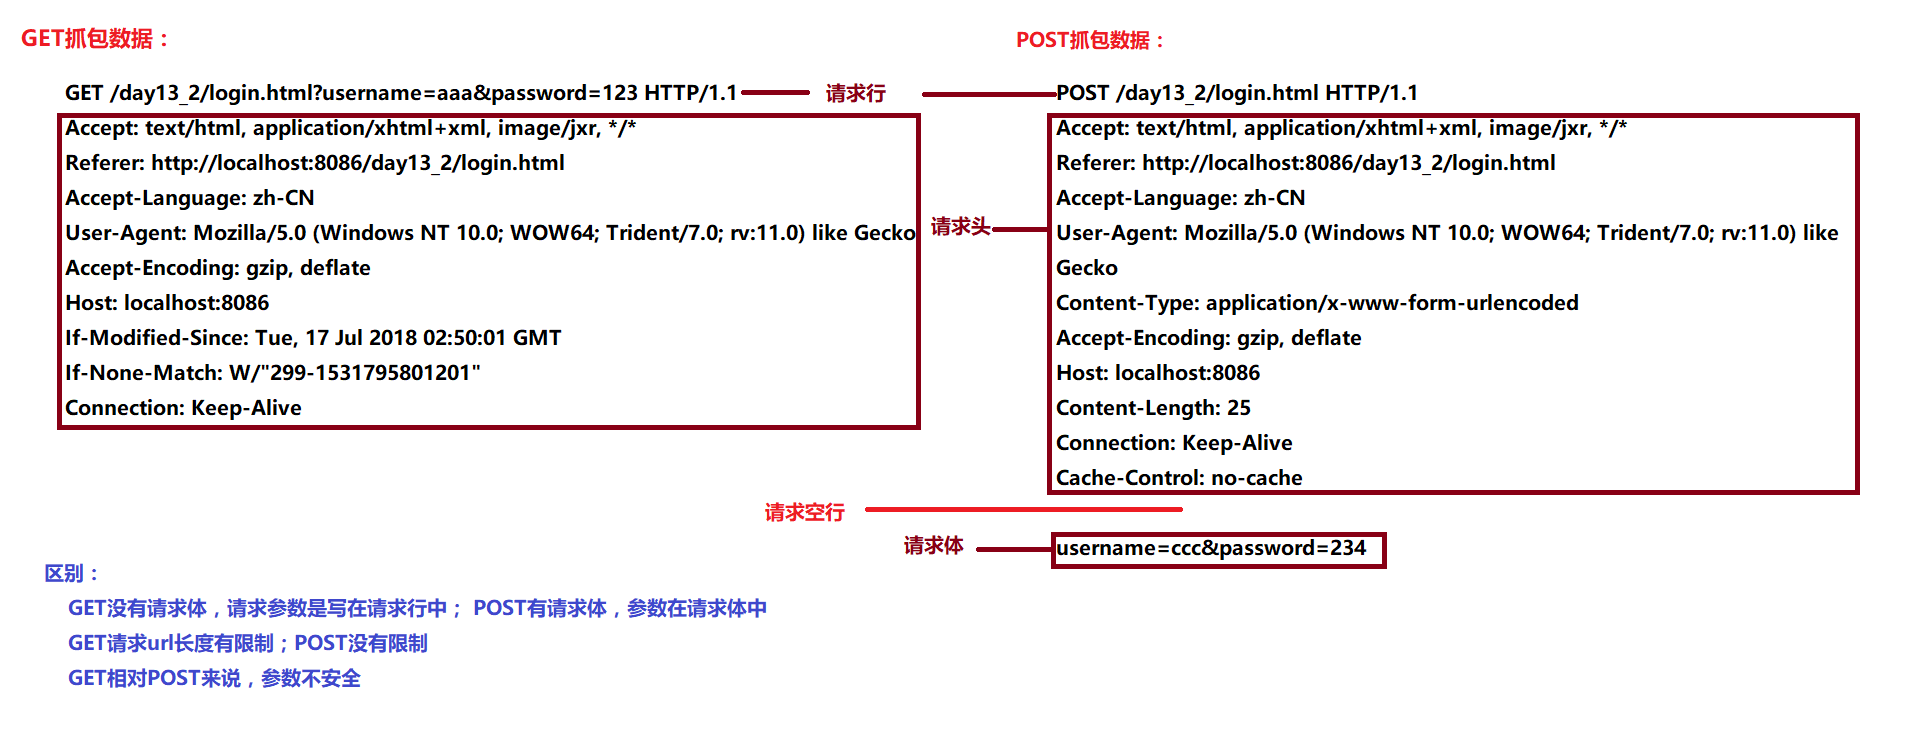 GET抓包数据：
GET /day13_2/login.html?username=aaa&password=123 HTTP/1.1
请求行
Accept: text/html, application/xhtml+xml, image/jxr, */*
Referer: http://localhost:8086/day13_2/login.html
Accept-Language: zh-CN
User-Agent: Mozilla/5.0 (Windows NT 10.0; WOW64; Trident/7.0; rv:11.0) like Gecko
Accept-Encoding: gzip, deflate
Host: localhost:8086
If-Modified-Since: Tue, 17 Jul 2018 02:50:01 GMT
If-None-Match: W/"299-1531795801201"
Connection: Keep-Alive
POST抓包数据：
POST /day13_2/login.html HTTP/1.1
请求头
Accept: text/html, application/xhtml+xml, image/jxr, */*
Referer: http://localhost:8086/day13_2/login.html
Accept-Language: zh-CN
User-Agent: Mozilla/5.0 (Windows NT 10.0; WOW64; Trident/7.0; rv:11.0) like
Gecko
Content-Type: application/x-www-form-urlencoded
Accept-Encoding: gzip, deflate
Host: localhost:8086
Content-Length: 25
Connection: Keep-Alive
Cache-Control: no-cache
请求空行
请求体
username=ccc&password=234
区别：
GET没有请求体，请求参数是写在请求行中； POST有请求体，参数在请求体中
GET请求url长度有限制；POST没有限制
GET相对POST来说，参数不安全